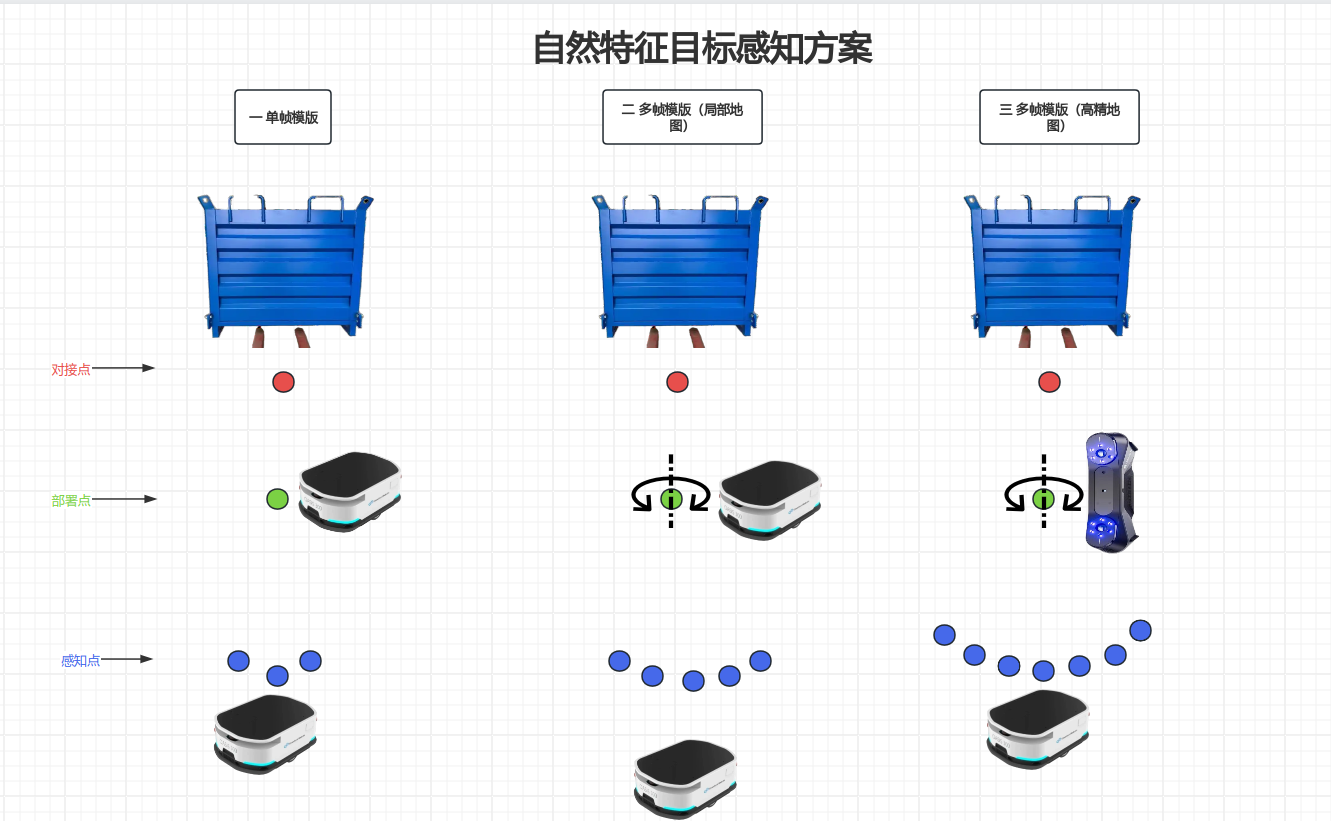 自然特征目标感知方案
一 单帧模版
二 多帧模版（局部地
图）
三 多帧模版（高精地
图）
对接点
部署点
感知点